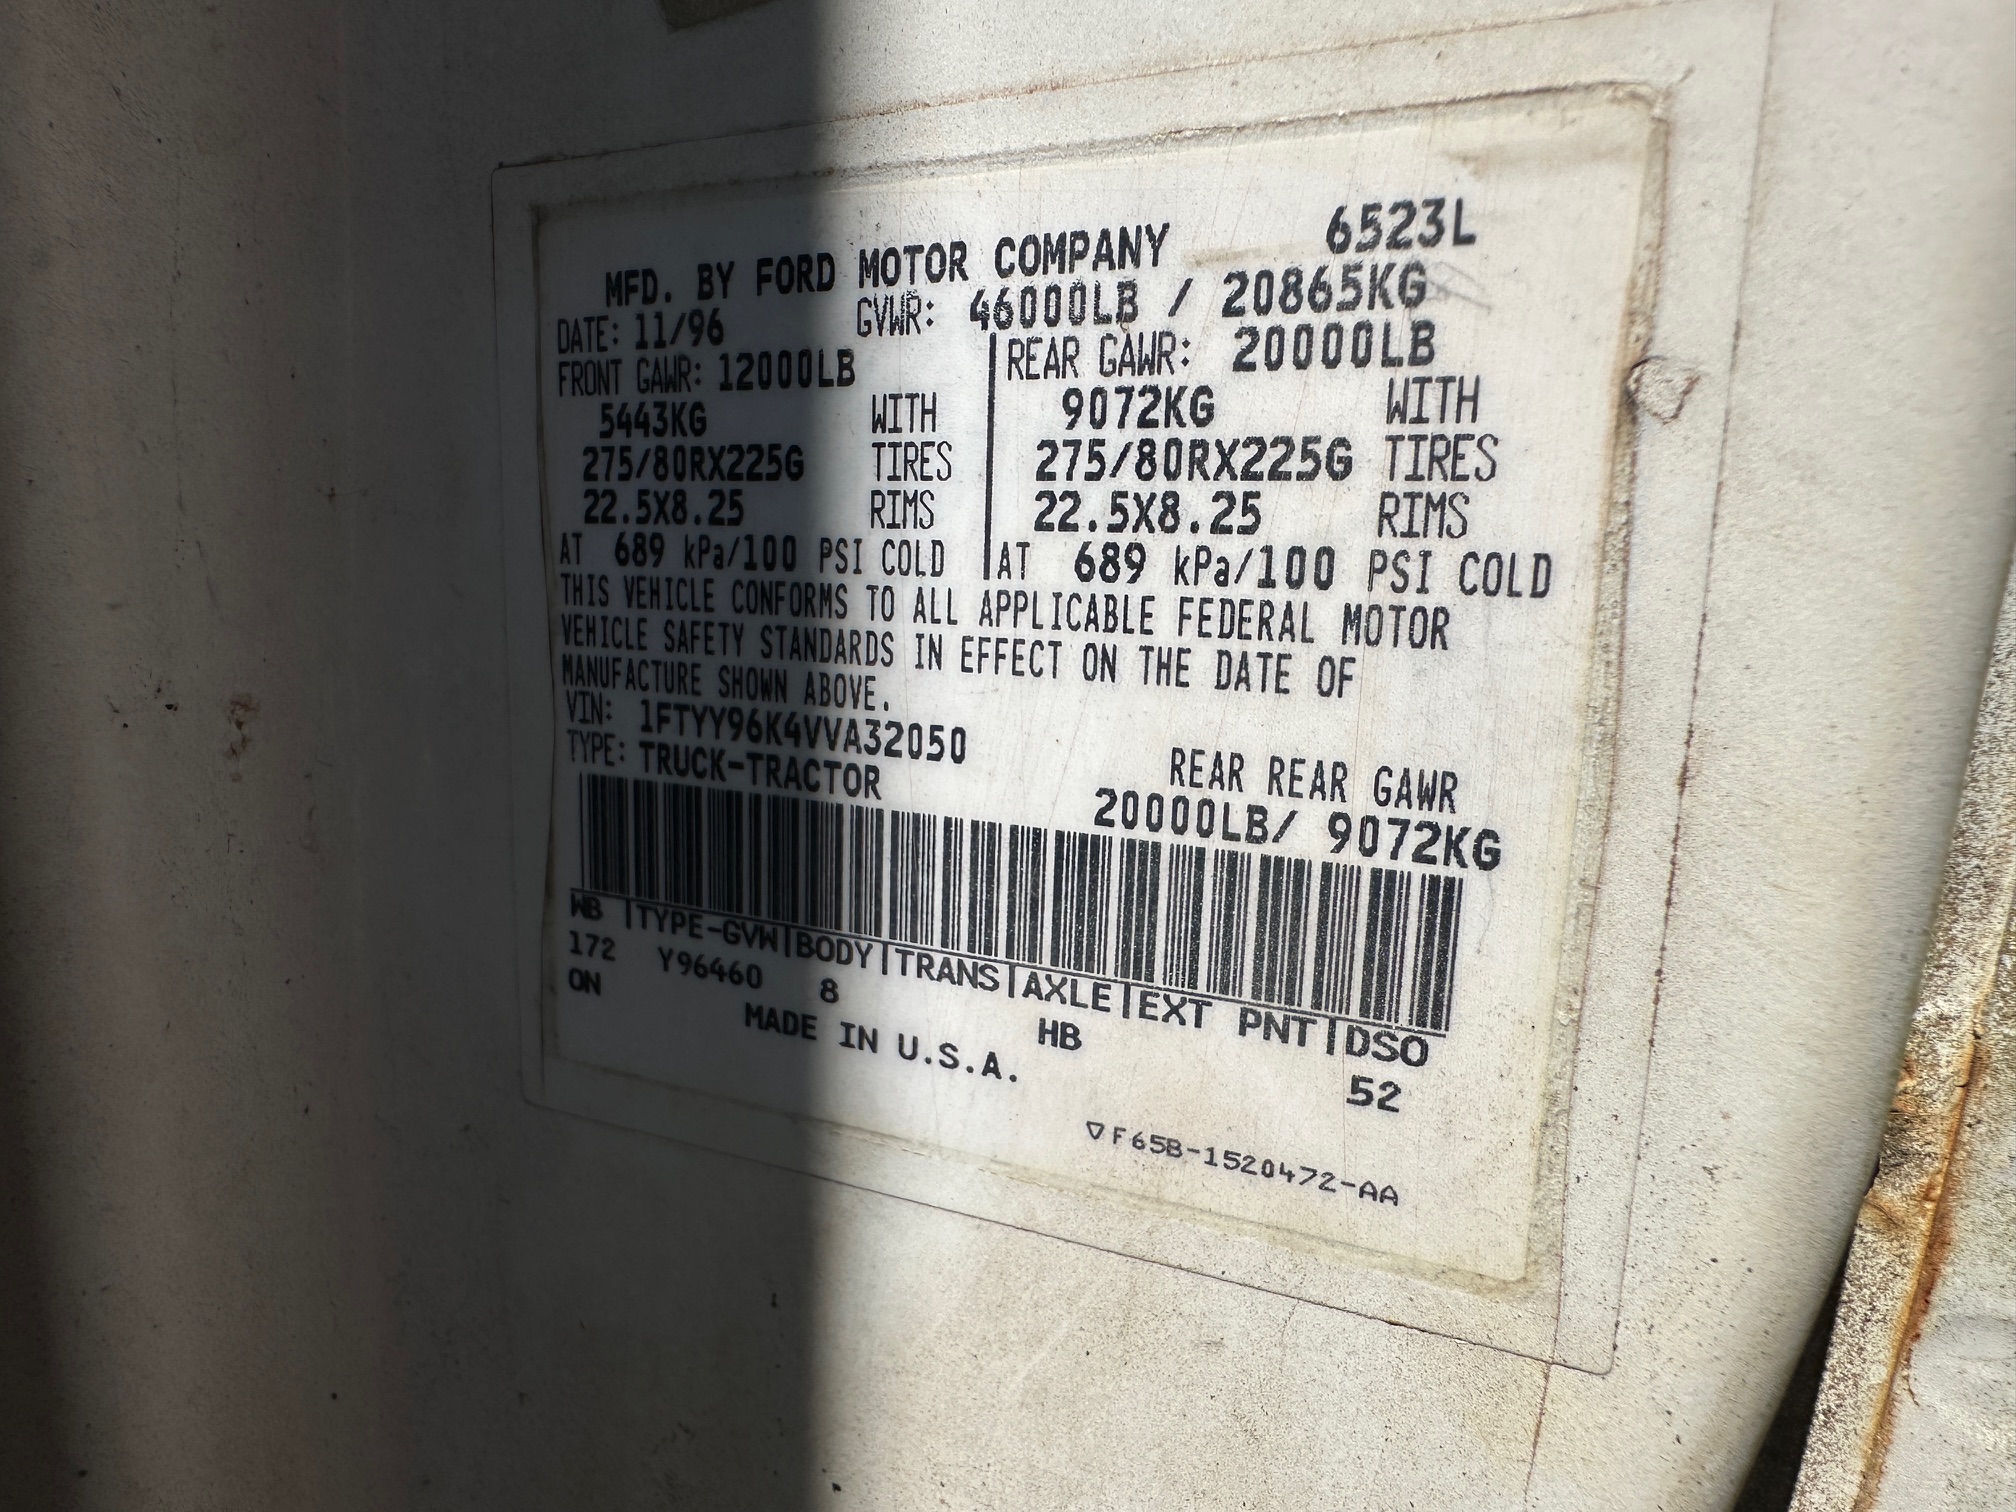 6523L
MFD. BY FORD MOTOR COMPANY
DATE: 11/96 GVWR: 46000LB / 20865KG
FRONT GAWR: 12000LB REAR GAWR: 20000LB
5443KG WITH 9072KG WITH
275/80RX225G TIRES 275/80RX225G TIRES
22.5X8.25 RIMS 22.5X8.25 RIMS
AT 689 kPa/100 PSI COLD AT 689 kPa/100 PSI COLD
THIS VEHICLE CONFORMS TO ALL APPLICABLE FEDERAL MOTOR
VEHICLE SAFETY STANDARDS IN EFFECT ON THE DATE OF
MANUFACTURE SHOWN ABOVE.
VIN: 1FTYY96K4VVA32050
TYPE: TRUCK-TRACTOR
REAR REAR GAWR
20000LB/ 9072KG
WB |TYPE-GVW|BODY|TRANS|AXLE|EXT PNT|DSO
172 Y96460 8 HB 52
ON
MADE IN U.S.A.
▽F65B-1520472-AA